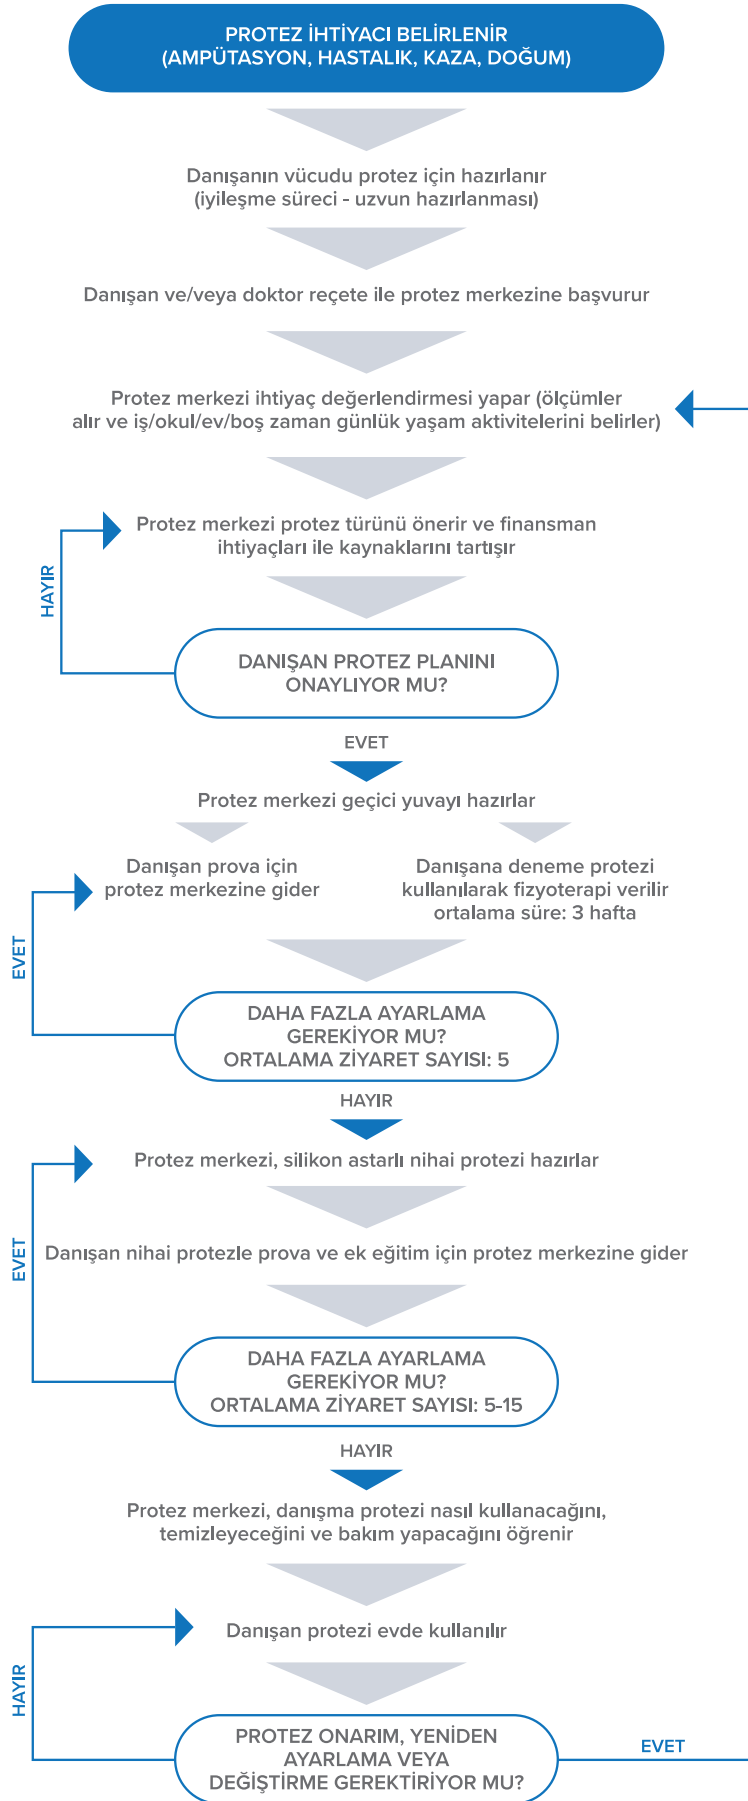 PROTEZ İHTİYACI BELİRLENİR
(AMPÜTASYON, HASTALIK, KAZA, DOĞUM)
Danışanın vücudu protez için hazırlanır
(iyileşme süreci - uzvun hazırlanması)
Danışan ve/veya doktor reçete ile protez merkezine başvurur
Protez merkezi ihtiyaç değerlendirmesi yapar (ölçümler
alır ve iş/okul/ev/boş zaman günlük yaşam aktivitelerini belirler)
Protez merkezi protez türünü önerir ve finansman
ihtiyaçları ile kaynaklarını tartışır
HAYIR
DANIŞAN PROTEZ PLANINI
ONAYLIYOR MU?
EVET
Protez merkezi geçici yuvayı hazırlar
Danışan prova için
protez merkezine gider
Danışana deneme protezi
kullanılarak fizyoterapi verilir
ortalama süre: 3 hafta
EVET
DAHA FAZLA AYARLAMA
GEREKİYOR MU?
ORTALAMA ZİYARET SAYISI: 5
HAYIR
Protez merkezi, silikon astarlı nihai protezi hazırlar
EVET
Danışan nihai protezle prova ve ek eğitim için protez merkezine gider
DAHA FAZLA AYARLAMA
GEREKİYOR MU?
ORTALAMA ZİYARET SAYISI: 5-15
HAYIR
Protez merkezi, danışma protezi nasıl kullanacağını,
temizleyeceğini ve bakım yapacağını öğrenir
Danışan protezi evde kullanılır
HAYIR
PROTEZ ONARIM, YENİDEN
AYARLAMA VEYA
DEĞİŞTİRME GEREKTİRİYOR MU?
EVET